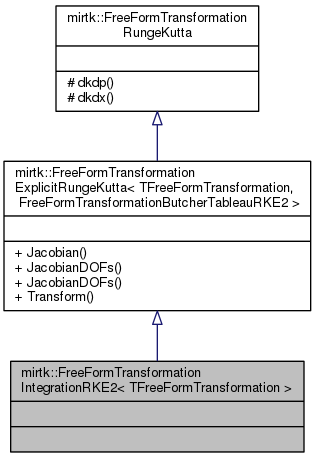 mirtk::FreeFormTransformation
RungeKutta
# dkdp()
# dkdx()
mirtk::FreeFormTransformation
ExplicitRungeKutta< TFreeFormTransformation,
FreeFormTransformationButcherTableauRKE2 >
+ Jacobian()
+ JacobianDOFs()
+ JacobianDOFs()
+ Transform()
mirtk::FreeFormTransformation
IntegrationRKE2< TFreeFormTransformation >